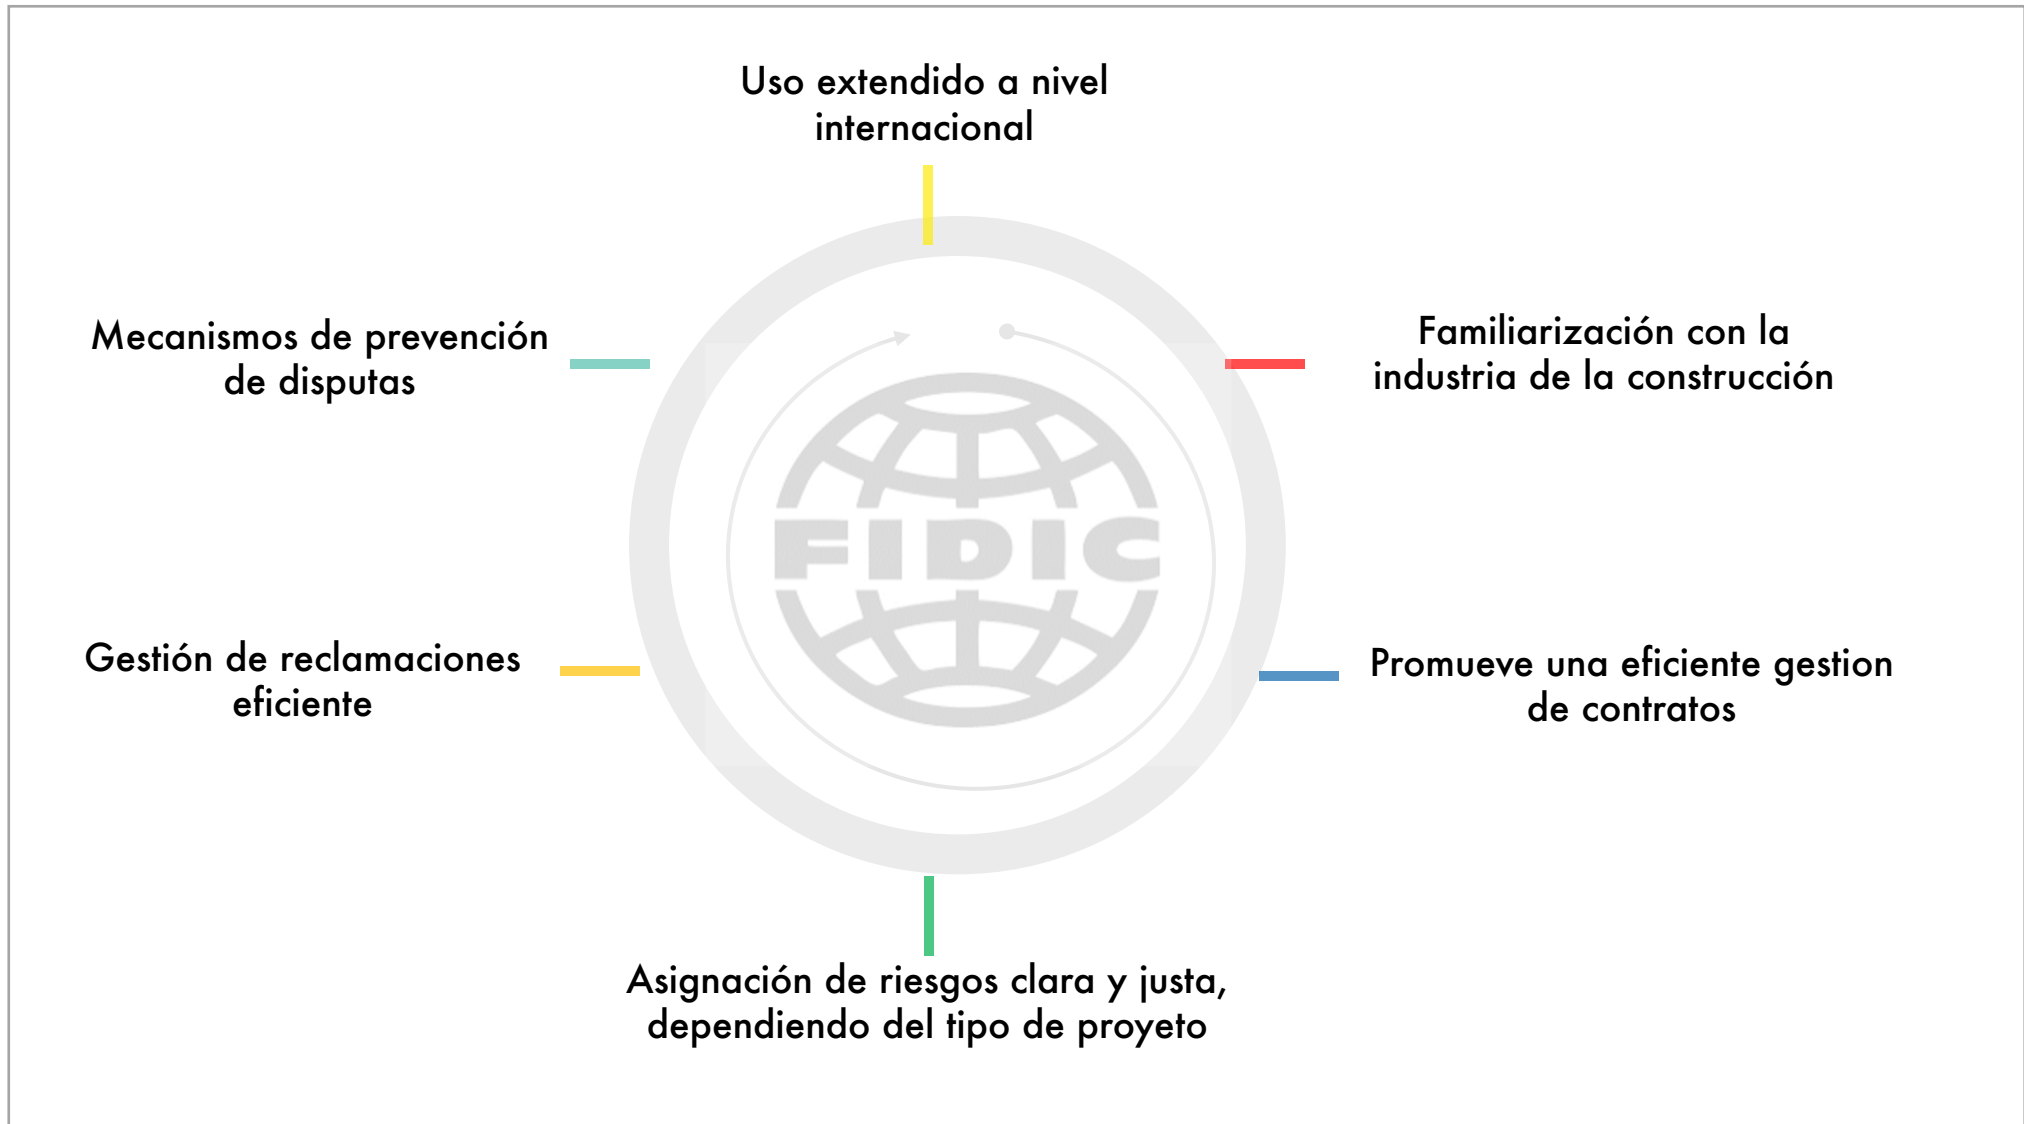 Uso extendido a nivel
internacional
Mecanismos de prevención
de disputas
Familiarización con la
industria de la construcción
FIDIC
Gestión de reclamaciones
eficiente
Promueve una eficiente gestion
de contratos
Asignación de riesgos clara y justa,
dependiendo del tipo de proyeto